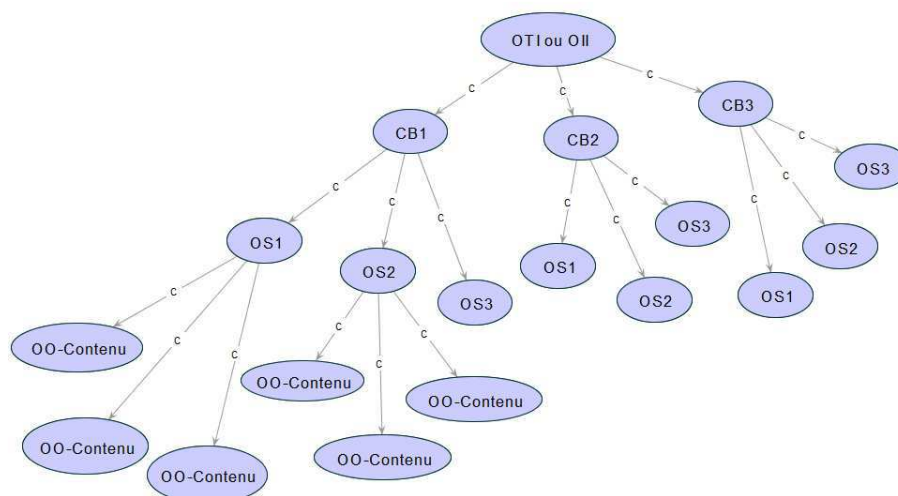 OTI ou OII
c
c
c
CB1
CB2
CB3
c
c
c
c
c
c
c
c
c
OS1
OS2
OS3
OS1
OS2
OS3
OS1
OS2
OS3
c
c
c
c
c
c
OO-Contenu
OO-Contenu
OO-Contenu
OO-Contenu
OO-Contenu
OO-Contenu